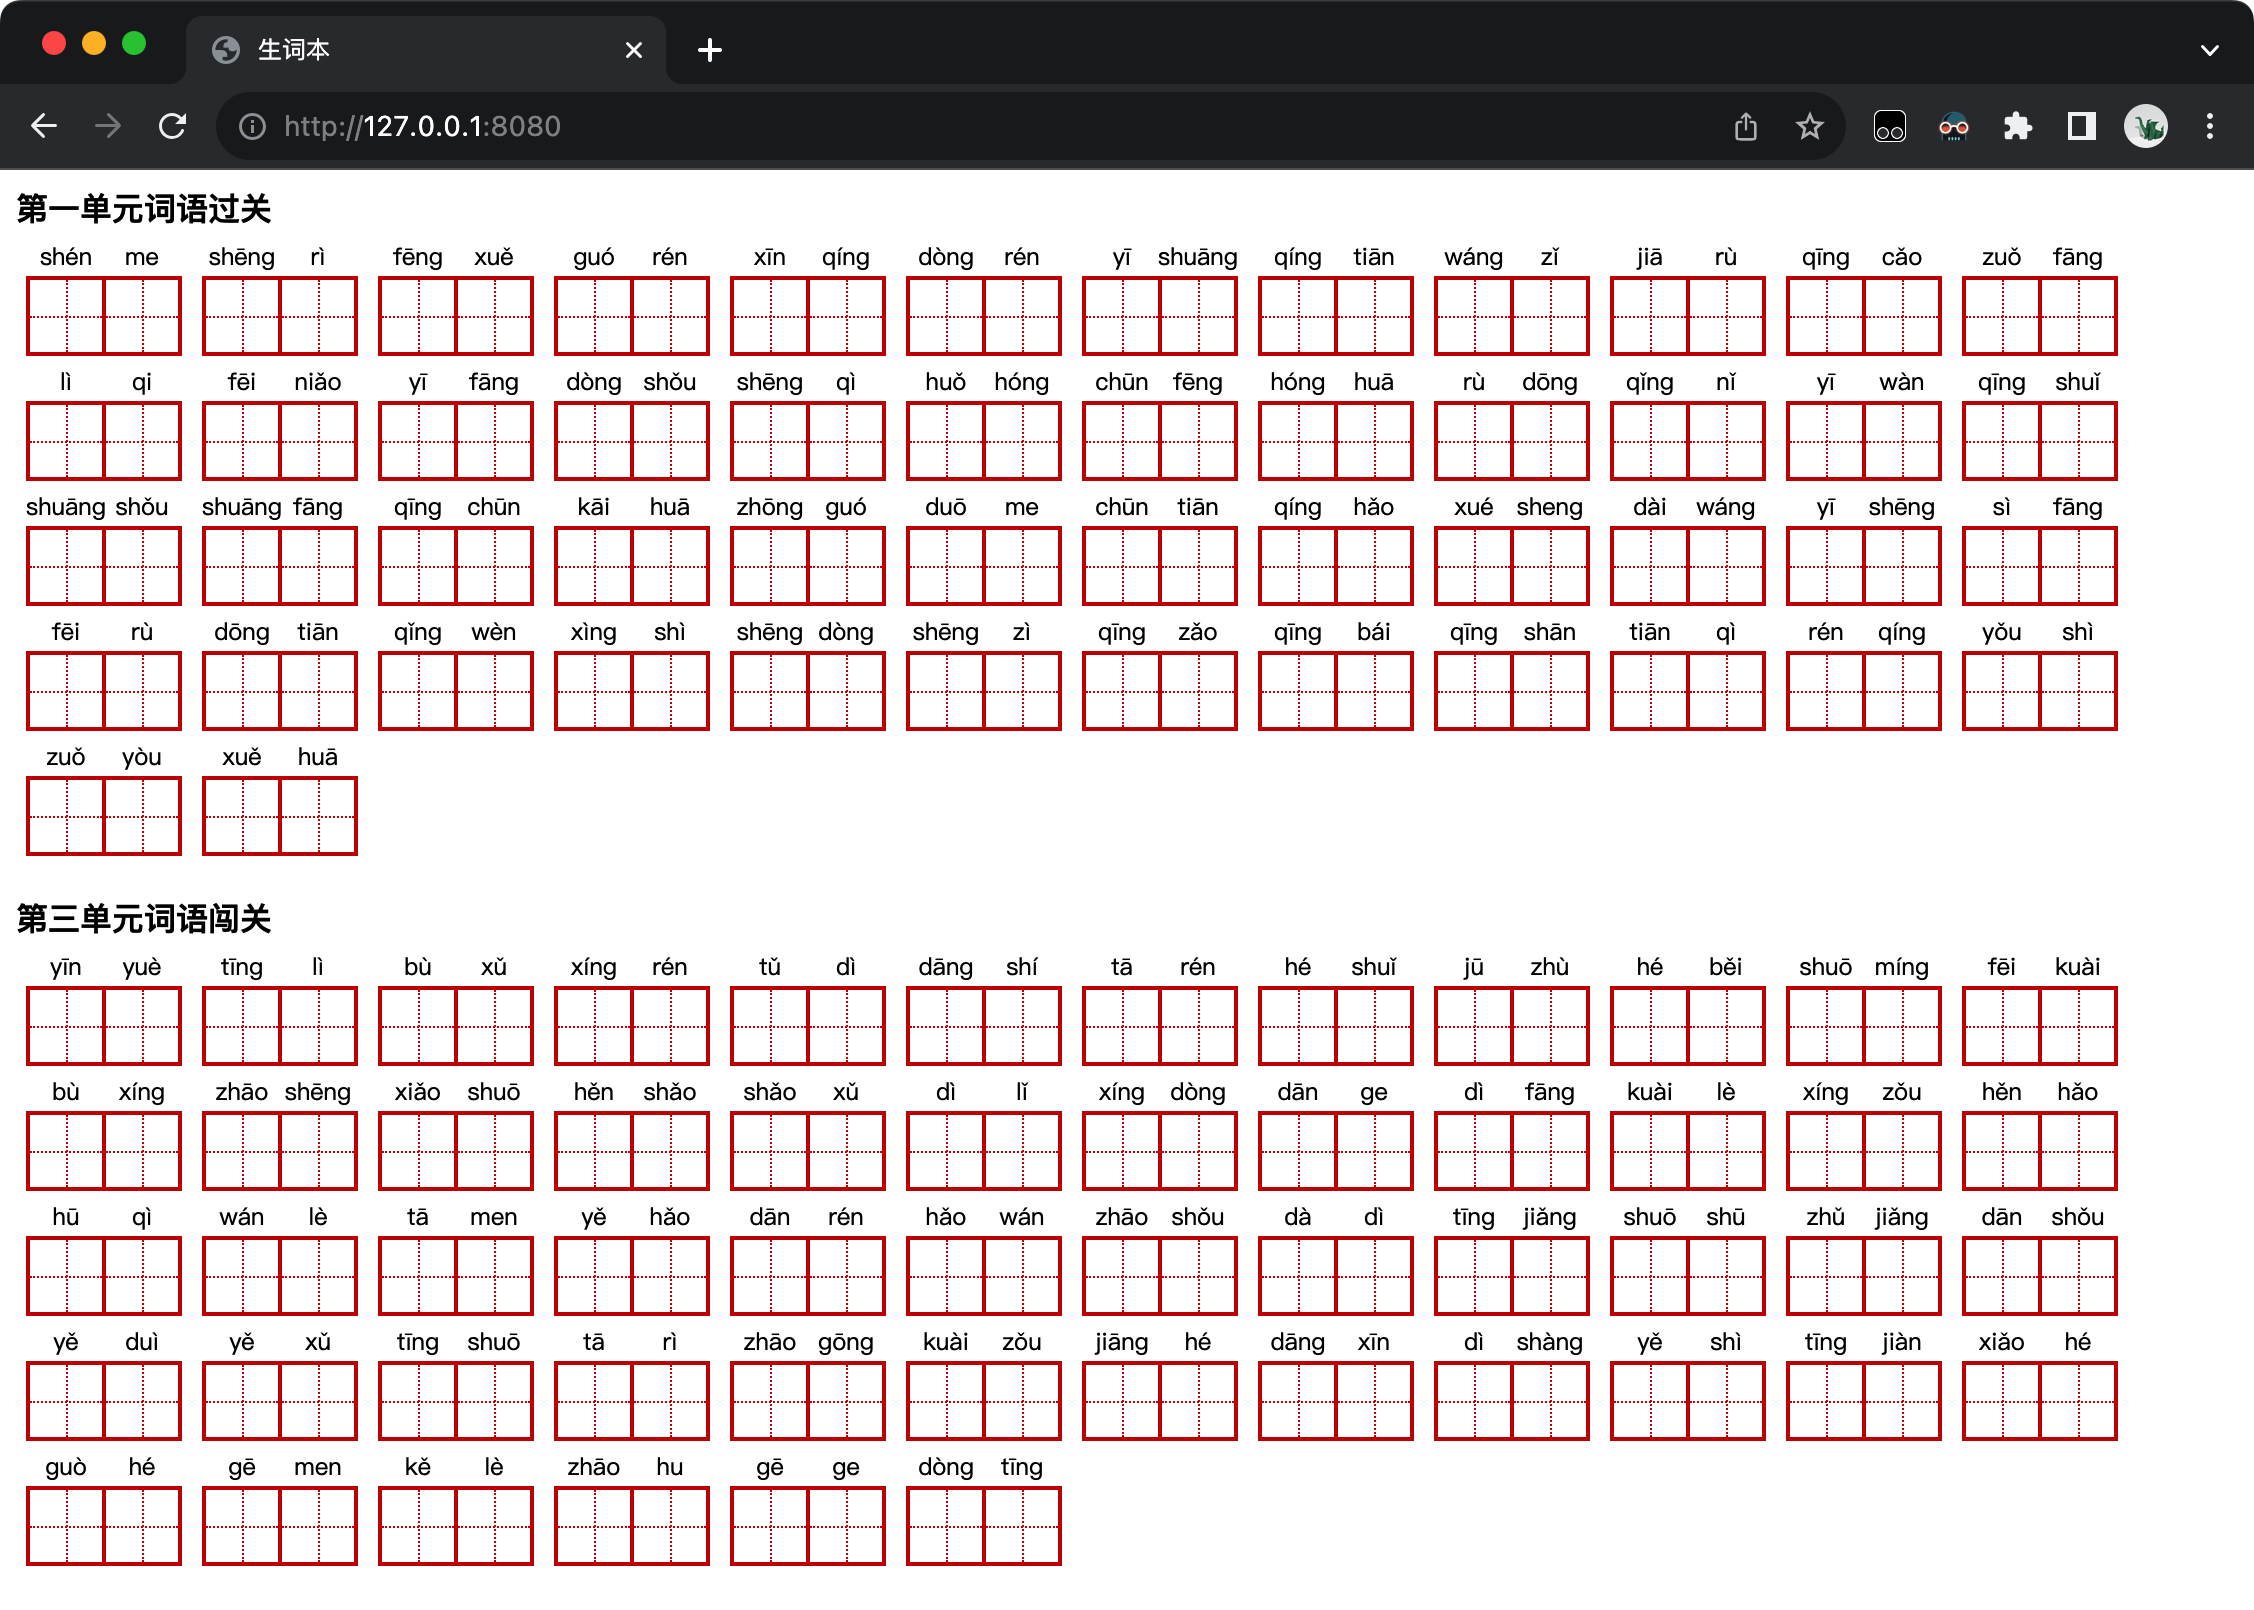 生词本
http://127.0.0.1:8080
第一单元词语过关
shén me shēng rì fēng xuě guó rén xīn qíng dòng rén yī shuāng qíng tiān wáng zǐ jiā rù qīng cǎo zuǒ fāng
lì qi fēi niǎo yī fāng dòng shǒu shēng qì huǒ hóng chūn fēng hóng huā rù dōng qǐng nǐ yī wàn qīng shuǐ
shuāng shǒu shuāng fāng qīng chūn kāi huā zhōng guó duō me chūn tiān qíng hǎo xué sheng dài wáng yī shēng sì fāng
fēi rù dōng tiān qǐng wèn xìng shì shēng dòng shēng zì qīng zǎo qīng bái qīng shān tiān qì rén qíng yǒu shì
zuǒ yòu xuě huā
第三单元词语闯关
yīn yuè tīng lì bù xǔ xíng rén tǔ dì dāng shí tā rén hé shuǐ jū zhù hé běi shuō míng fēi kuài
bù xíng zhāo shēng xiǎo shuō hěn shǎo shǎo xǔ dì lǐ xíng dòng dān ge dì fāng kuài lè xíng zǒu hěn hǎo
hū qì wán lè tā men yě hǎo dān rén hǎo wán zhāo shǒu dà dì tīng jiǎng shuō shū zhǔ jiǎng dān shǒu
yě duì yě xǔ tīng shuō tā rì zhāo gōng kuài zǒu jiāng hé dāng xīn dì shàng yě shì tīng jiàn xiǎo hé
guò hé gē men kě lè zhāo hu gē ge dòng tīng